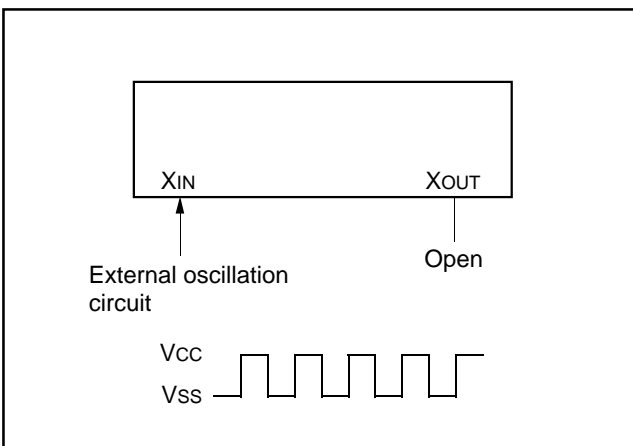 XIN XOUT
External oscillation
circuit
Open
VCC
VSS